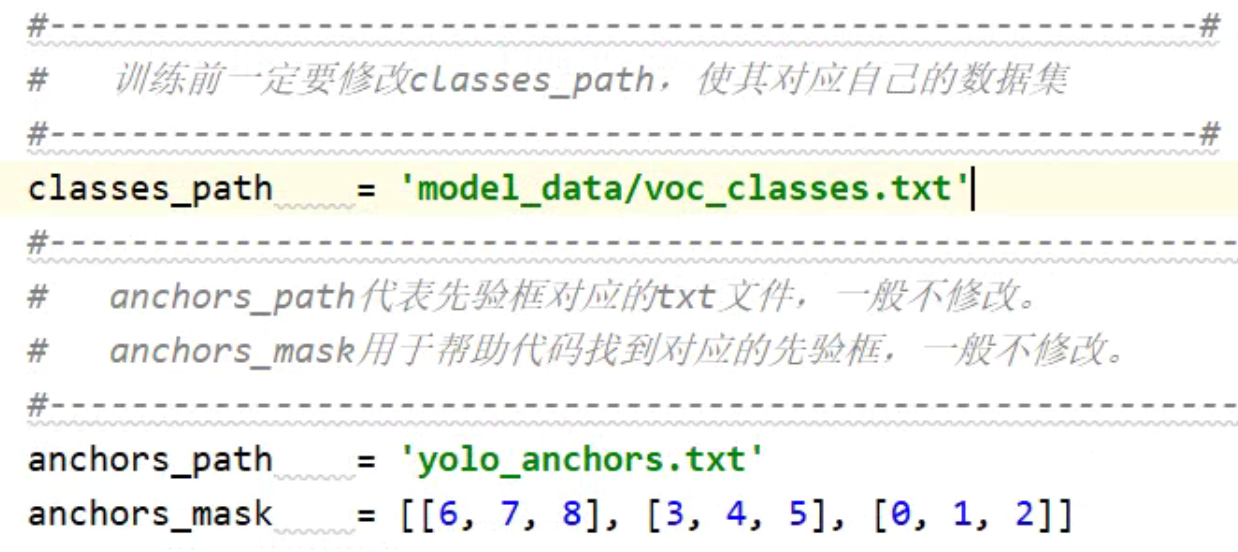 #---------------------------------------------------------#
#   训练前一定要修改classes_path，使其对应自己的数据集
#---------------------------------------------------------#
classes_path    = 'model_data/voc_classes.txt'
#----------------------------------------------------------
#   anchors_path代表先验框对应的txt文件，一般不修改。
#   anchors_mask用于帮助代码找到对应的先验框，一般不修改。
#----------------------------------------------------------
anchors_path    = 'yolo_anchors.txt'
anchors_mask    = [[6, 7, 8], [3, 4, 5], [0, 1, 2]]